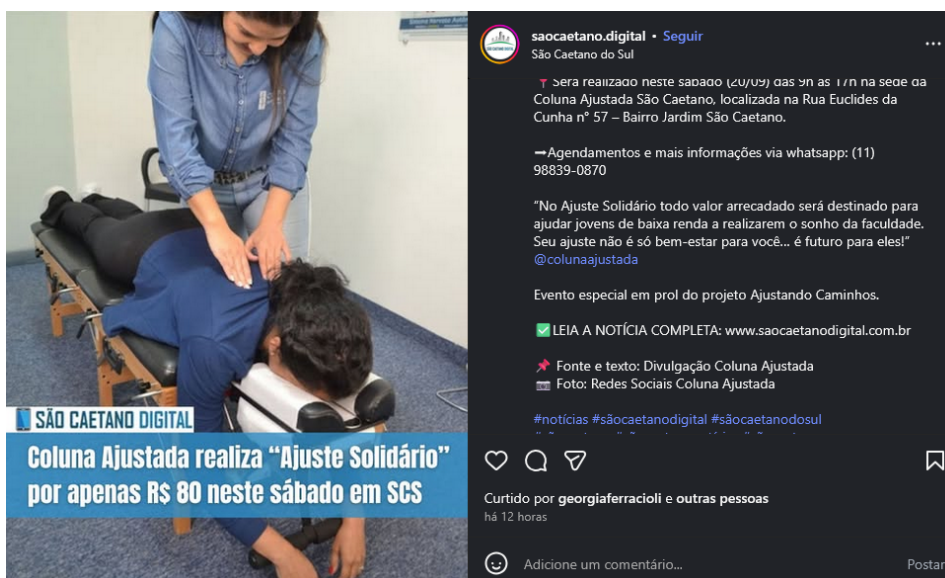 SÃO CAETANO DIGITAL
Coluna Ajustada realiza “Ajuste Solidário”
por apenas R$ 80 neste sábado em SCS
saocaetano.digital • Seguir
São Caetano do Sul
Será realizado neste sábado (20/09) das 9h às 17h na sede da
Coluna Ajustada São Caetano, localizada na Rua Euclides da
Cunha nº 57 – Bairro Jardim São Caetano.
➡Agendamentos e mais informações via whatsapp: (11)
98839-0870
“No Ajuste Solidário todo valor arrecadado será destinado para
ajudar jovens de baixa renda a realizarem o sonho da faculdade.
Seu ajuste não é só bem-estar para você... é futuro para eles!”
@colunaajustada
Evento especial em prol do projeto Ajustando Caminhos.
✅LEIA A NOTÍCIA COMPLETA: www.saocaetanodigital.com.br
📌 Fonte e texto: Divulgação Coluna Ajustada
📷 Foto: Redes Sociais Coluna Ajustada
#notícias #sãocaetanodigital #sãocaetanodosul
Curtido por georgiaferracioli e outras pessoas
há 12 horas
Adicione um comentário...
Postar